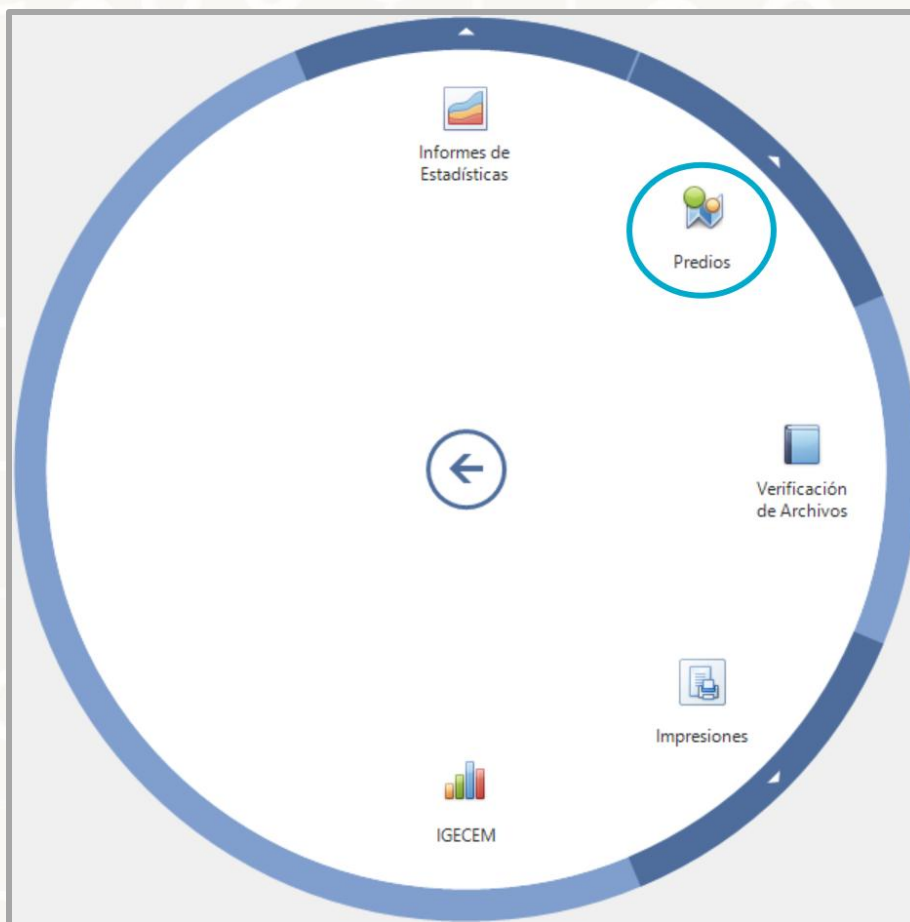 Informes de
Estadísticas
Predios
Verificación
de Archivos
Impresiones
IGECEM